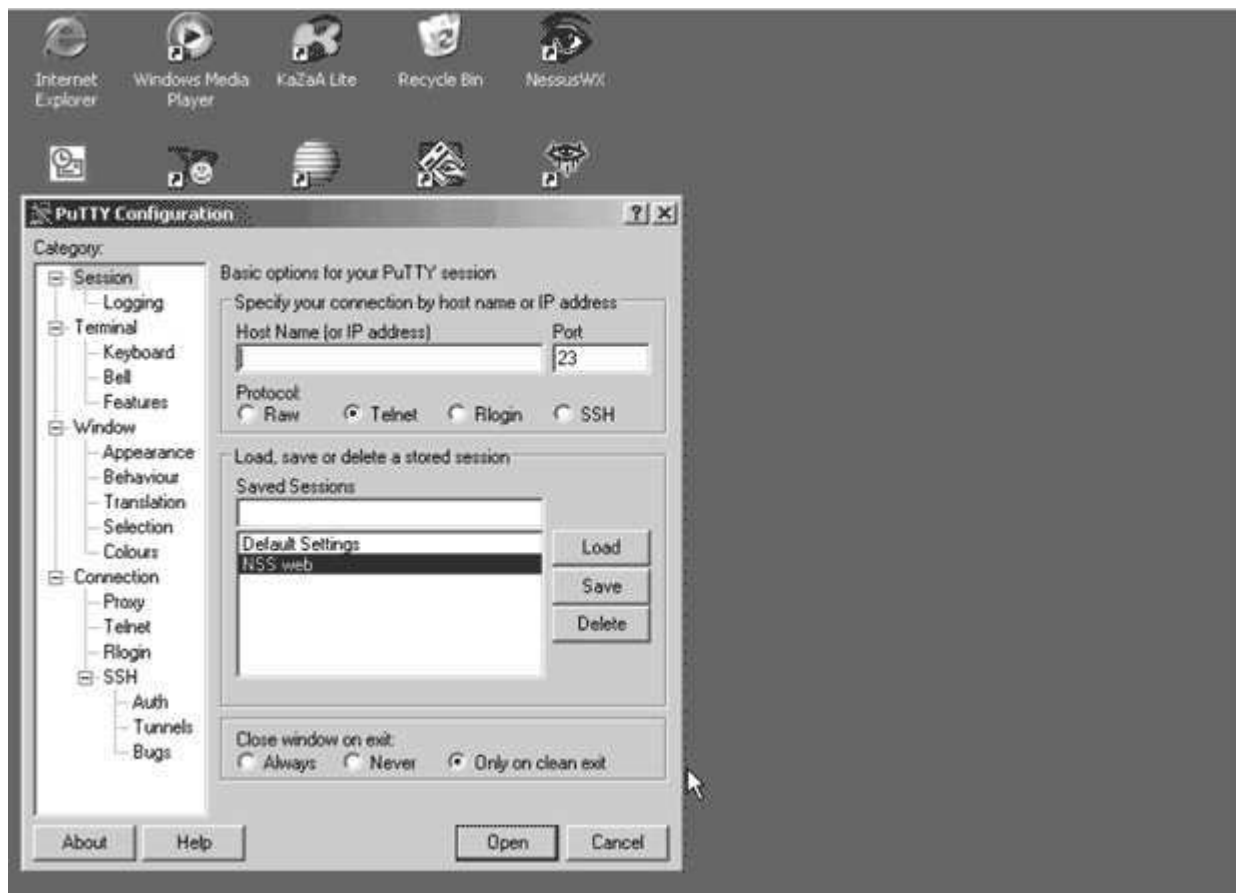 Internet Explorer
Windows Media Player
KaZaA Lite
Recycle Bin
NessusWX
PuTTY Configuration
Category:
Session
Logging
Terminal
Keyboard
Bell
Features
Window
Appearance
Behaviour
Translation
Selection
Colours
Connection
Proxy
Telnet
Rlogin
SSH
Auth
Tunnels
Bugs
Basic options for your PuTTY session
Specify your connection by host name or IP address
Host Name (or IP address)
Port
23
Protocol:
Raw
Telnet
Rlogin
SSH
Load, save or delete a stored session
Saved Sessions
Default Settings
NSS web
Load
Save
Delete
Close window on exit:
Always
Never
Only on clean exit
About
Help
Open
Cancel